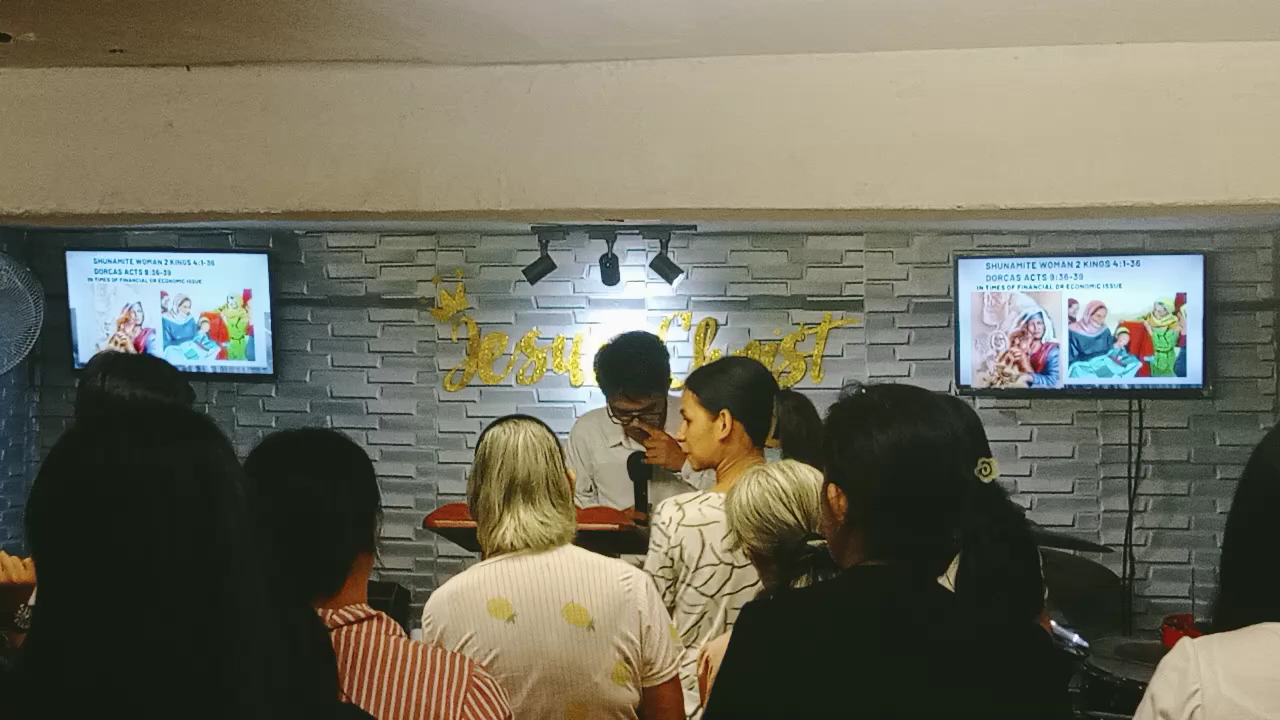 SHUNAMITE WOMAN 2 KINGS 4:1-36
DORCAS ACTS 9:36-39
IN TIMES OF FINANCIAL OR ECONOMIC ISSUE
Jesu Christ
SHUNAMITE WOMAN 2 KINGS 4:1-36
DORCAS ACTS 9:36-39
IN TIMES OF FINANCIAL OR ECONOMIC ISSUE